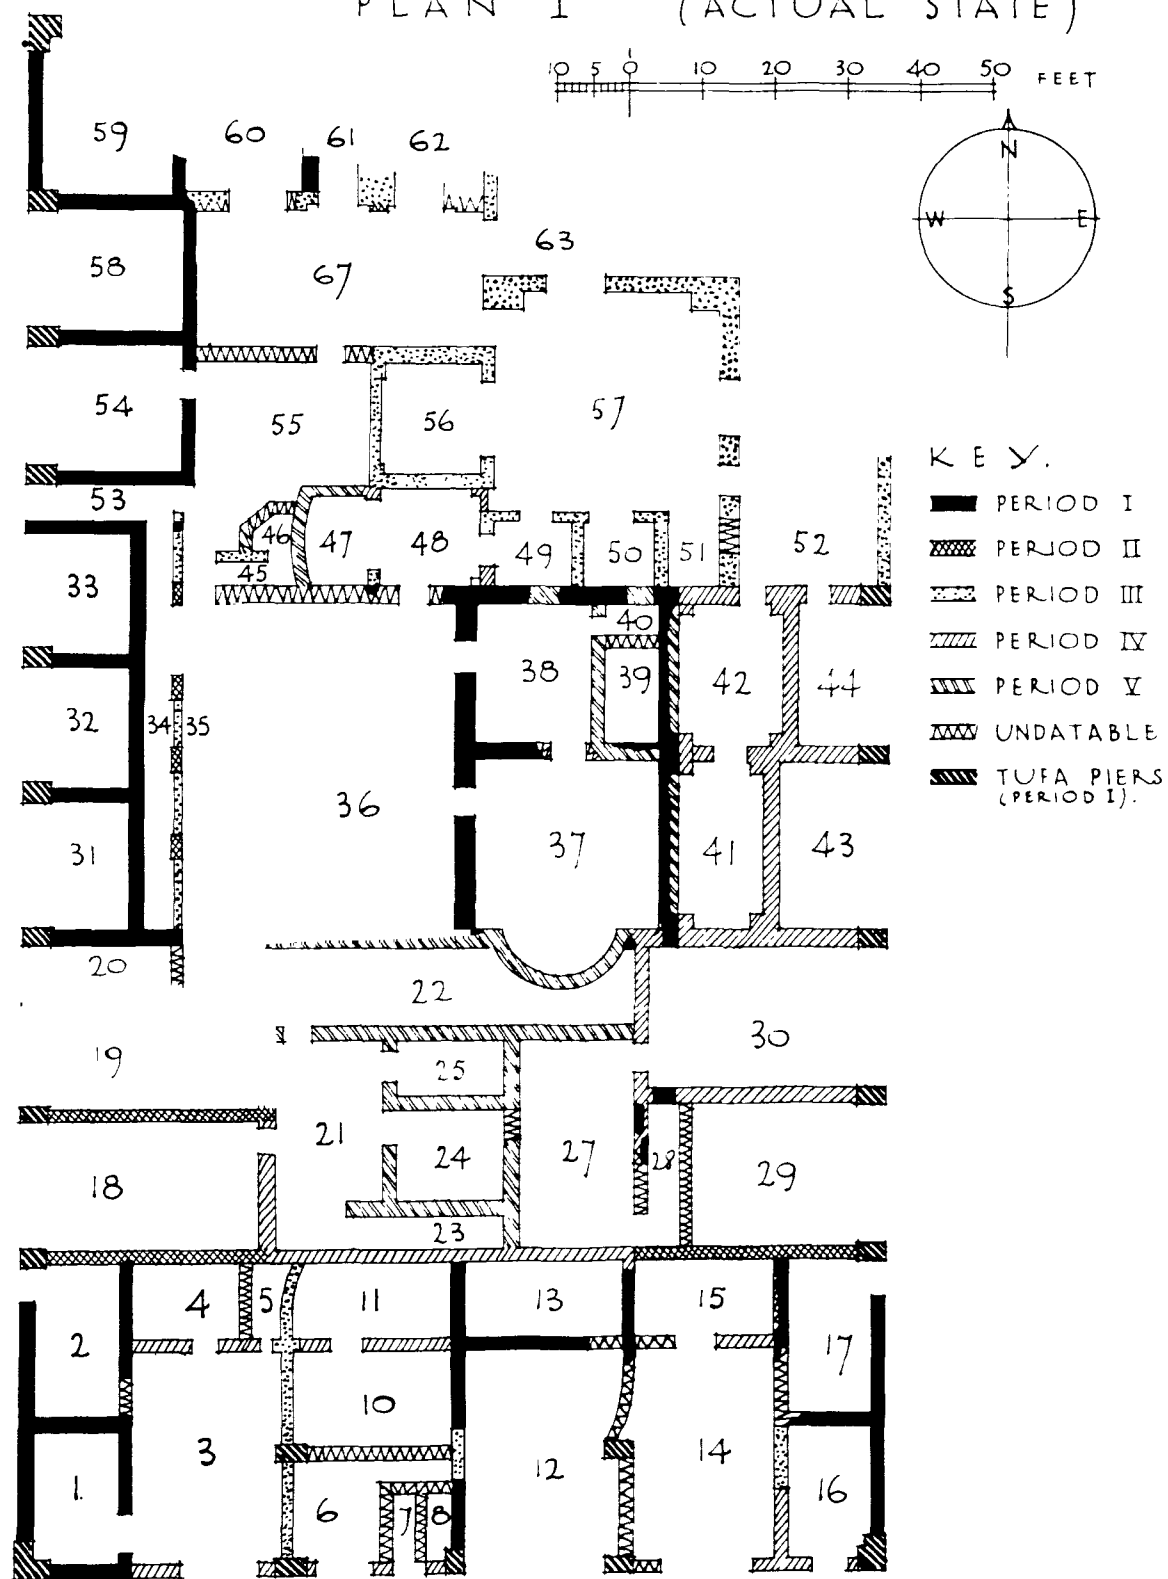 PLAN I (ACTUAL STATE)
10 5 0 10 20 30 40 50 FEET
N
W E
S
59 60 61 62
58 67 63
54 55 56 57
53 46 47 48 49 50 51 52
45
33
40
38 39 42 44
32 34 35
36
31 37 41 43
20
22
19 30
25
21
18 24 27 28 29
23
4 5 11 13 15
2 17
10
3 12 14
1. 6 7 8 16
KEY.
PERIOD I
PERIOD II
PERIOD III
PERIOD IV
PERIOD V
UNDATABLE
TUFA PIERS
(PERIOD I).